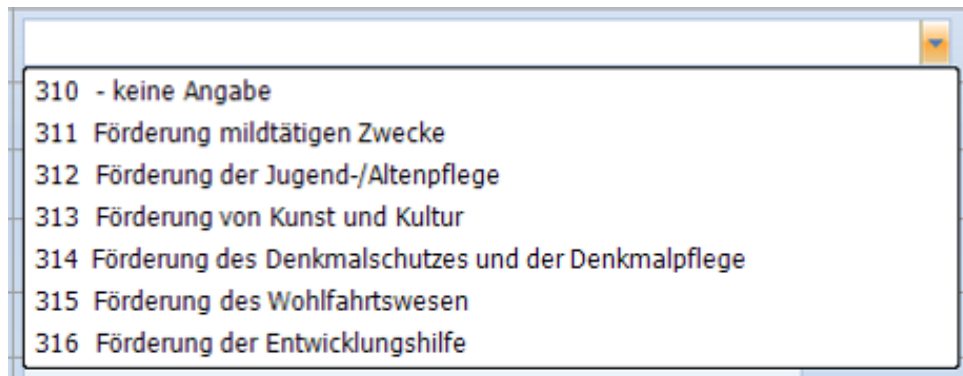 310 - keine Angabe
311 Förderung mildtätigen Zwecke
312 Förderung der Jugend-/Altenpflege
313 Förderung von Kunst und Kultur
314 Förderung des Denkmalschutzes und der Denkmalpflege
315 Förderung des Wohlfahrtswesen
316 Förderung der Entwicklungshilfe